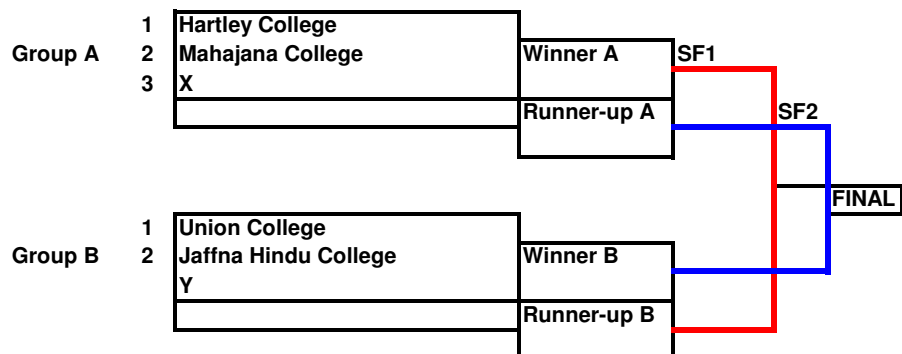 1 Hartley College
Group A 2 Mahajana College Winner A SF1
3 X
Runner-up A SF2
FINAL
1 Union College
Group B 2 Jaffna Hindu College Winner B
Y
Runner-up B